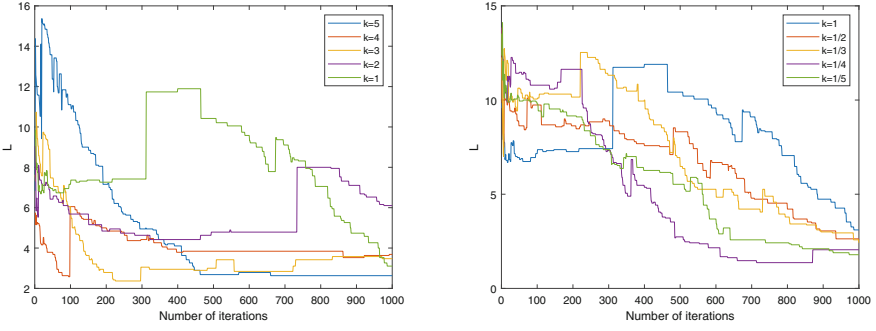 16
14
12
10
8
6
4
2
L
0 100 200 300 400 500 600 700 800 900 1000
Number of iterations
k=5
k=4
k=3
k=2
k=1
15
10
5
0
L
0 100 200 300 400 500 600 700 800 900 1000
Number of iterations
k=1
k=1/2
k=1/3
k=1/4
k=1/5